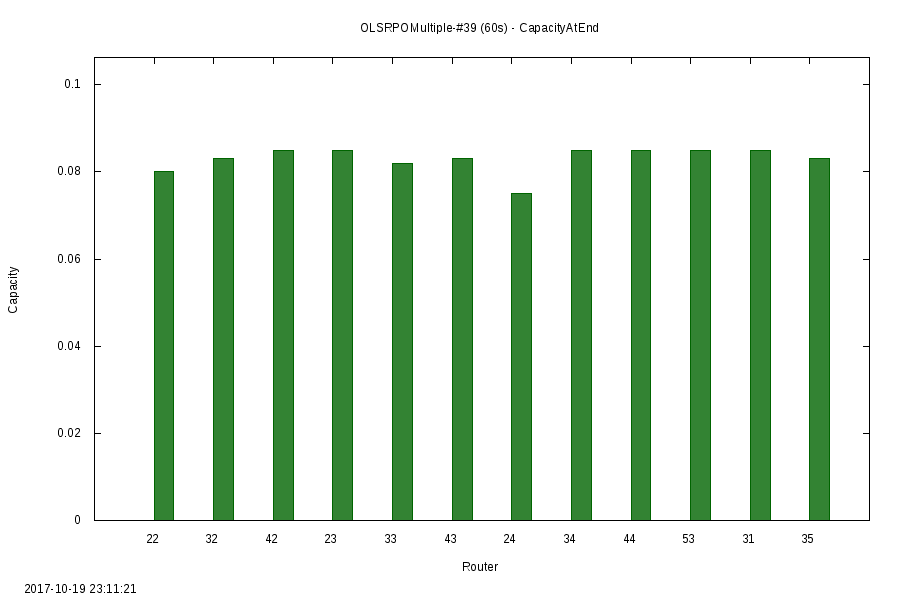 OLSRPOMultiple-#39 (60s) - CapacityAtEnd
0.1
0.08
0.06
0.04
0.02
0
Capacity
22 32 42 23 33 43 24 34 44 53 31 35
Router
2017-10-19 23:11:21